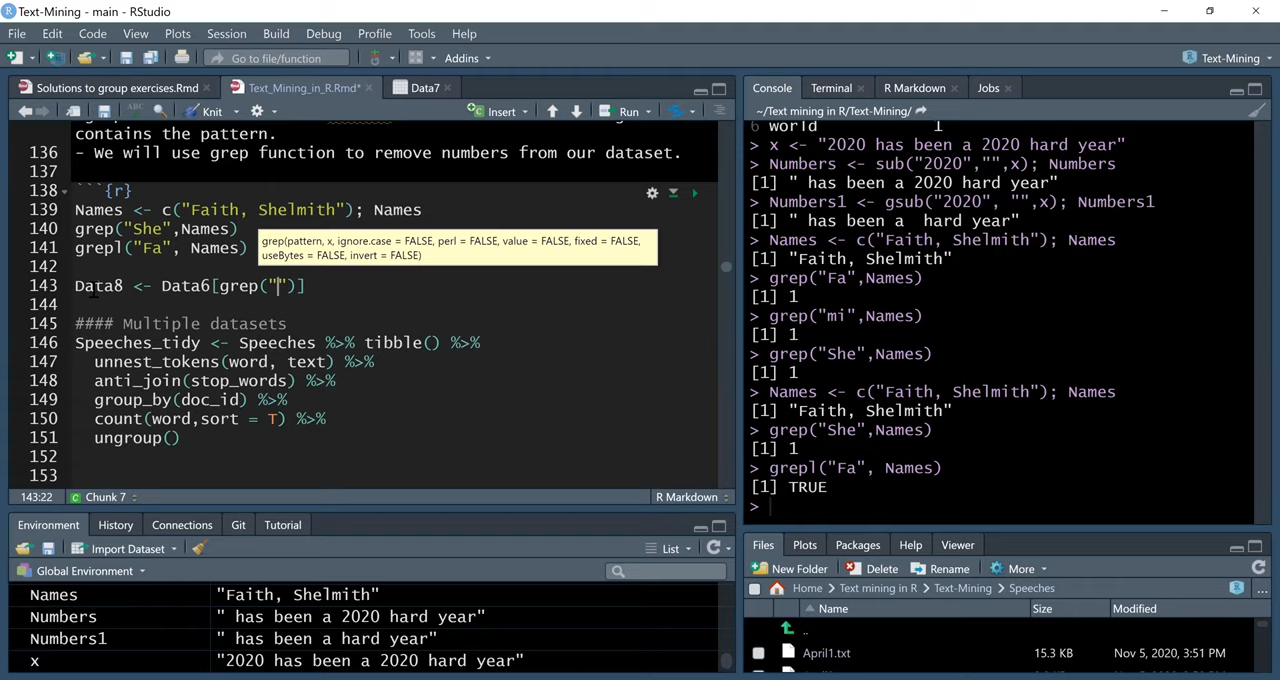 Text-Mining - main - RStudio
File Edit Code View Plots Session Build Debug Profile Tools Help
Go to file/function Addins Text-Mining
Solutions to group exercises.Rmd Text_Mining_in_R.Rmd* Data7
ABC Knit Insert Run
contains the pattern.
136 - We will use grep function to remove numbers from our dataset.
137
138 ```{r}
139 Names <- c("Faith, Shelmith"); Names
140 grep("She",Names)
141 grepl("Fa", Names)
grep(pattern, x, ignore.case = FALSE, perl = FALSE, value = FALSE, fixed = FALSE,
useBytes = FALSE, invert = FALSE)
142
143 Data8 <- Data6[grep("")]
144
145 #### Multiple datasets
146 Speeches_tidy <- Speeches %>% tibble() %>%
147 unnest_tokens(word, text) %>%
148 anti_join(stop_words) %>%
149 group_by(doc_id) %>%
150 count(word,sort = T) %>%
151 ungroup()
152
153
143:22 Chunk 7 R Markdown
Environment History Connections Git Tutorial
Import Dataset List
Global Environment
Names "Faith, Shelmith"
Numbers " has been a 2020 hard year"
Numbers1 " has been a hard year"
x "2020 has been a 2020 hard year"
Console Terminal R Markdown Jobs
~/Text mining in R/Text-Mining/
6 world 1
> x <- "2020 has been a 2020 hard year"
> Numbers <- sub("2020","",x); Numbers
[1] " has been a 2020 hard year"
> Numbers1 <- gsub("2020", "",x); Numbers1
[1] " has been a  hard year"
> Names <- c("Faith, Shelmith"); Names
[1] "Faith, Shelmith"
> grep("Fa",Names)
[1] 1
> grep("mi",Names)
[1] 1
> grep("She",Names)
[1] 1
> Names <- c("Faith, Shelmith"); Names
[1] "Faith, Shelmith"
> grep("She",Names)
[1] 1
> grepl("Fa", Names)
[1] TRUE
>
Files Plots Packages Help Viewer
New Folder Delete Rename More
Home > Text mining in R > Text-Mining > Speeches
Name Size Modified
..
April1.txt 15.3 KB Nov 5, 2020, 3:51 PM